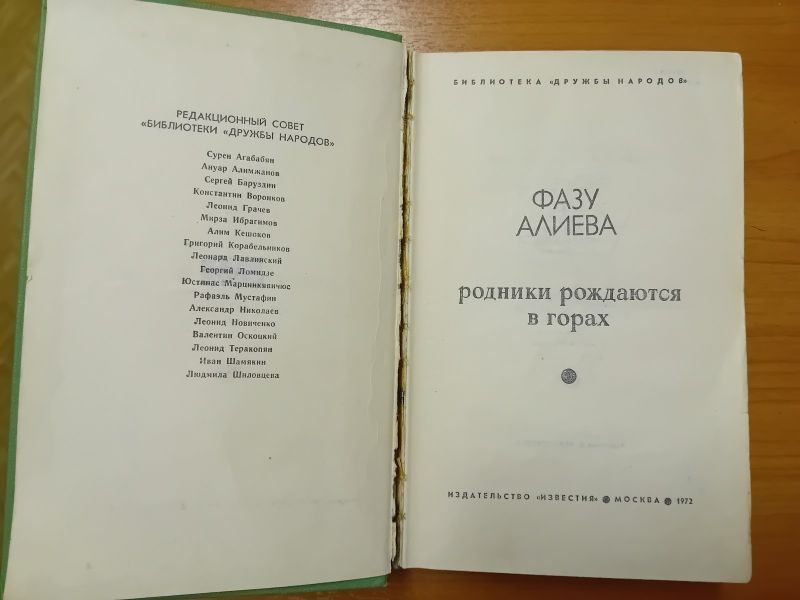 РЕДАКЦИОННЫЙ СОВЕТ
«БИБЛИОТЕКИ «ДРУЖБЫ НАРОДОВ»
Сурен Агабабян
Ануар Алимжанов
Сергей Баруздин
Константин Воронков
Леонид Грачев
Мирза Ибрагимов
Алим Кешоков
Григорий Корабельников
Леонард Лавлинский
Георгий Ломидзе
Юстинас Марцинкявичюс
Рафаэль Мустафин
Александр Николаев
Леонид Новиченко
Валентин Оскоцкий
Леонид Теракопян
Иван Шамякин
Людмила Шиловцева
БИБЛИОТЕКА «ДРУЖБЫ НАРОДОВ»
ФАЗУ
АЛИЕВА
РОДНИКИ РОЖДАЮТСЯ
В ГОРАХ
ИЗДАТЕЛЬСТВО «ИЗВЕСТИЯ» МОСКВА 1972